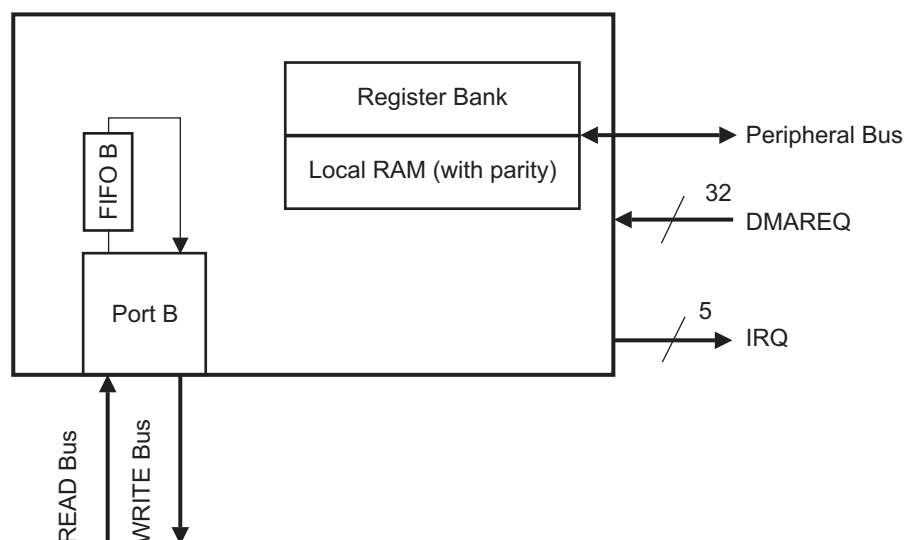 Register Bank
Local RAM (with parity)
Peripheral Bus
32
DMAREQ
FIFO B
Port B
5
IRQ
READ Bus
WRITE Bus